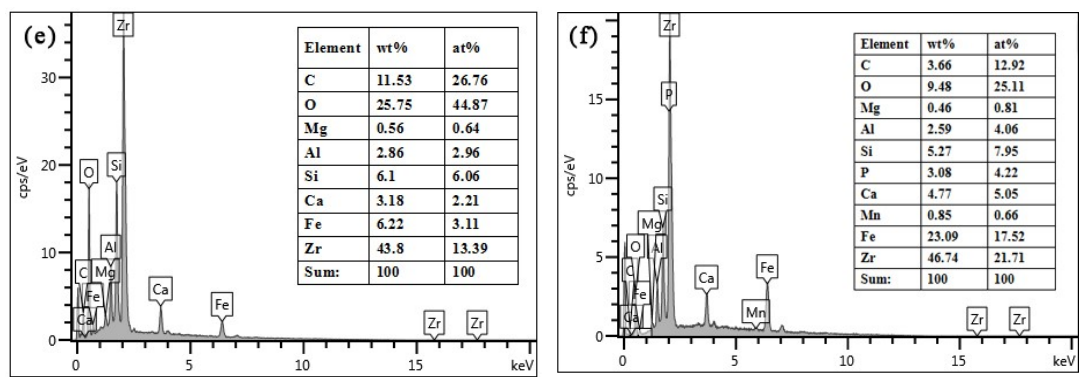 (e)
Zr
30
20
10
0
cps/eV
O
Si
C
Al
Mg
Fe
Ca
Ca
Fe
Zr
Zr
0
5
10
15
keV
Element wt% at%
C 11.53 26.76
O 25.75 44.87
Mg 0.56 0.64
Al 2.86 2.96
Si 6.1 6.06
Ca 3.18 2.21
Fe 6.22 3.11
Zr 43.8 13.39
Sum: 100 100
(f)
Zr
P
15
10
5
0
cps/eV
Si
Mg
O
Al
C
Fe
Ca
Ca
Fe
Mn
Zr
Zr
0
5
10
15
keV
Element wt% at%
C 3.66 12.92
O 9.48 25.11
Mg 0.46 0.81
Al 2.59 4.06
Si 5.27 7.95
P 3.08 4.22
Ca 4.77 5.05
Mn 0.85 0.66
Fe 23.09 17.52
Zr 46.74 21.71
Sum: 100 100